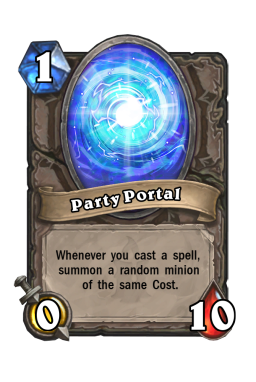 1
Party Portal
Whenever you cast a spell,
summon a random minion
of the same Cost.
0
10